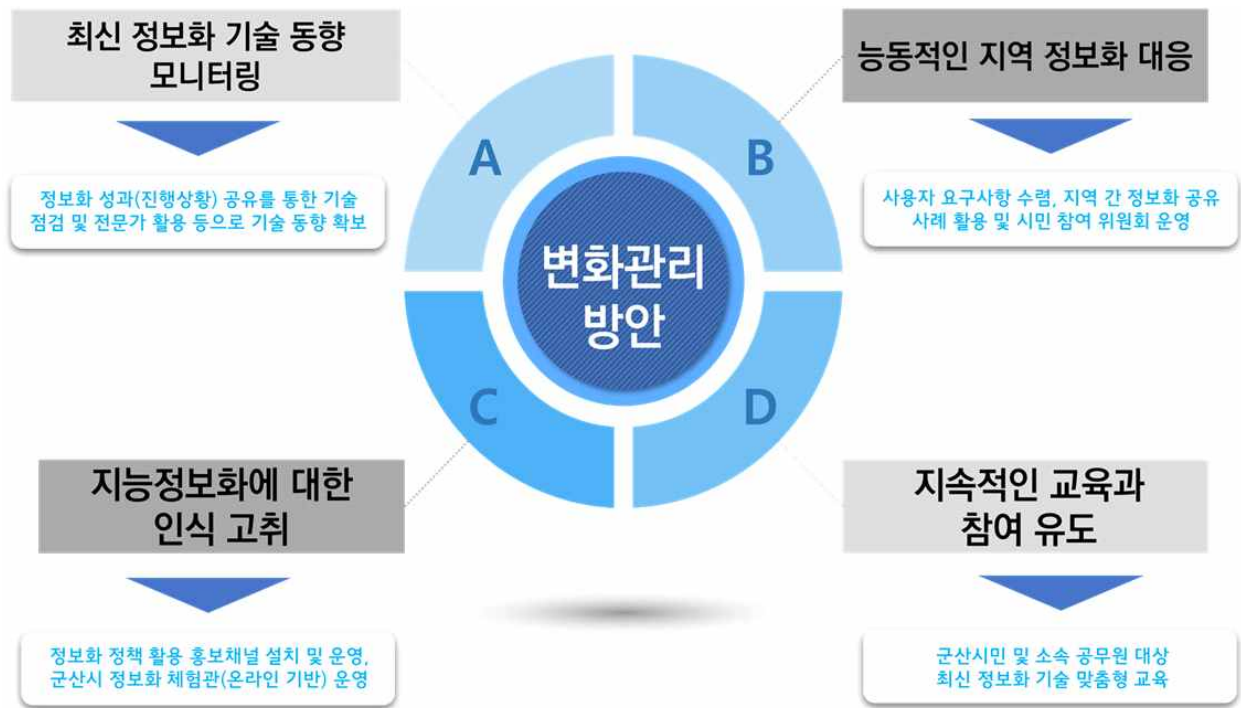 최신 정보화 기술 동향
모니터링
정보화 성과(진행상황) 공유를 통한 기술
점검 및 전문가 활용 등으로 기술 동향 확보
A
능동적인 지역 정보화 대응
사용자 요구사항 수렴, 지역 간 정보화 공유
사례 활용 및 시민 참여 위원회 운영
B
변화관리
방안
C
지능정보화에 대한
인식 고취
정보화 정책 활용 홍보채널 설치 및 운영,
군산시 정보화 체험관(온라인 기반) 운영
D
지속적인 교육과
참여 유도
군산시민 및 소속 공무원 대상
최신 정보화 기술 맞춤형 교육